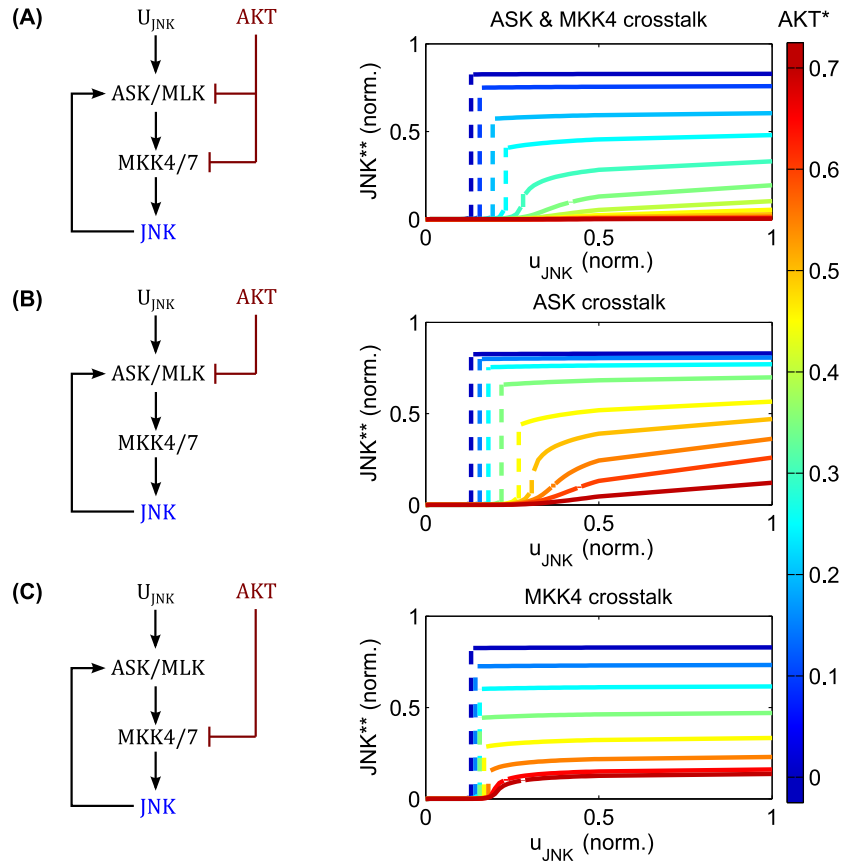 (A)
U_JNK
AKT
ASK/MLK
MKK4/7
JNK
ASK & MKK4 crosstalk
JNK** (norm.)
1
0.5
0
0
0.5
1
u_JNK (norm.)
(B)
U_JNK
AKT
ASK/MLK
MKK4/7
JNK
ASK crosstalk
JNK** (norm.)
1
0.5
0
0
0.5
1
u_JNK (norm.)
(C)
U_JNK
AKT
ASK/MLK
MKK4/7
JNK
MKK4 crosstalk
JNK** (norm.)
1
0.5
0
0
0.5
1
u_JNK (norm.)
AKT*
0.7
0.6
0.5
0.4
0.3
0.2
0.1
0